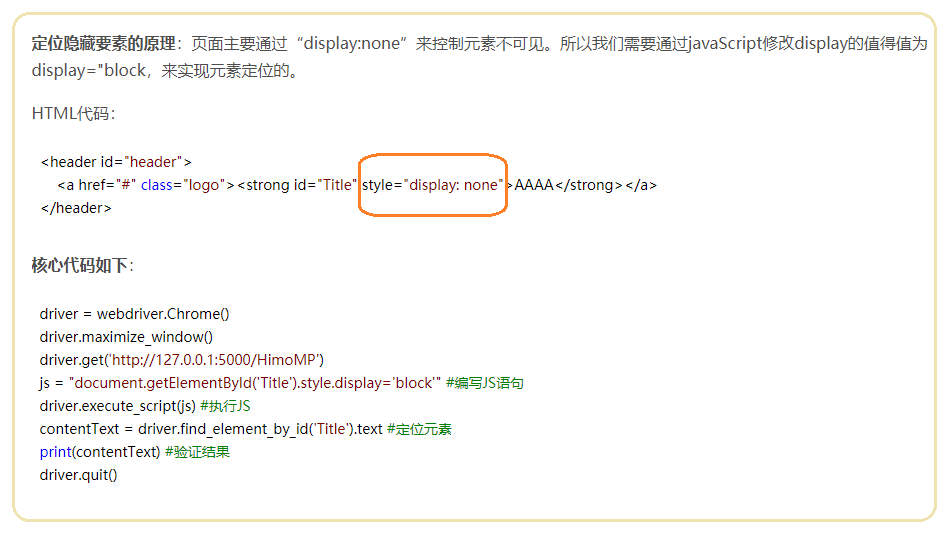 定位隐藏要素的原理：页面主要通过“display:none”来控制元素不可见。所以我们需要通过javaScript修改display的值得值为
display="block，来实现元素定位的。
HTML代码：
<header id="header">
<a href="#" class="logo"><strong id="Title" style="display: none">AAAA</strong></a>
</header>
核心代码如下：
driver = webdriver.Chrome()
driver.maximize_window()
driver.get('http://127.0.0.1:5000/HimoMP')
js = "document.getElementById('Title').style.display='block'" #编写JS语句
driver.execute_script(js) #执行JS
contentText = driver.find_element_by_id('Title').text #定位元素
print(contentText) #验证结果
driver.quit()